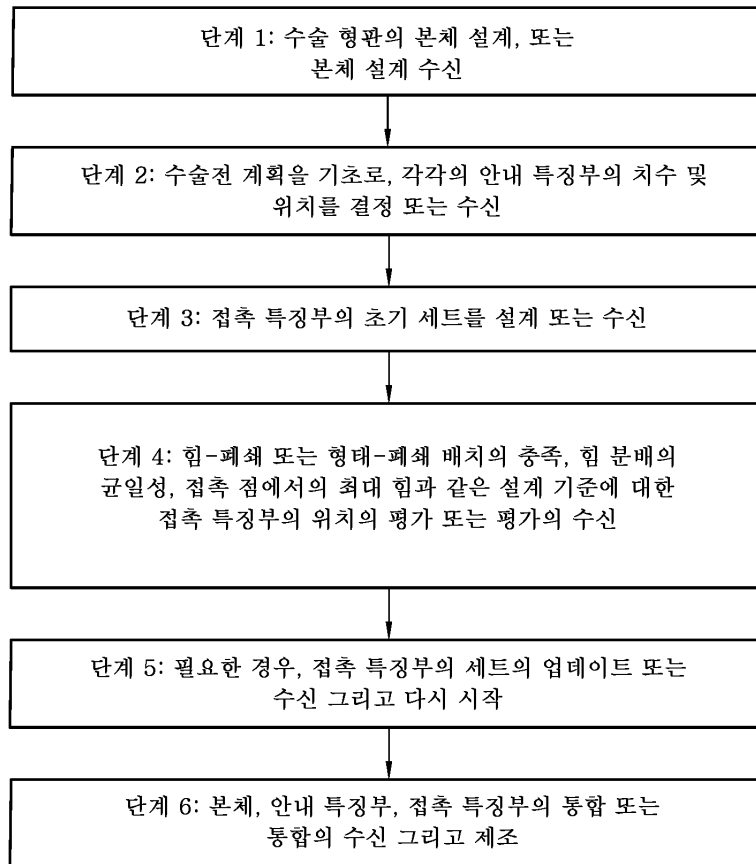 단계 1: 수술 형판의 본체 설계, 또는
본체 설계 수신
단계 2: 수술전 계획을 기초로, 각각의 안내 특징부의 치수 및
위치를 결정 또는 수신
단계 3: 접촉 특징부의 초기 세트를 설계 또는 수신
단계 4: 힘-폐쇄 또는 형태-폐쇄 배치의 충족, 힘 분배의
균일성, 접촉 점에서의 최대 힘과 같은 설계 기준에 대한
접촉 특징부의 위치의 평가 또는 평가의 수신
단계 5: 필요한 경우, 접촉 특징부의 세트의 업데이트 또는
수신 그리고 다시 시작
단계 6: 본체, 안내 특징부, 접촉 특징부의 통합 또는
통합의 수신 그리고 제조